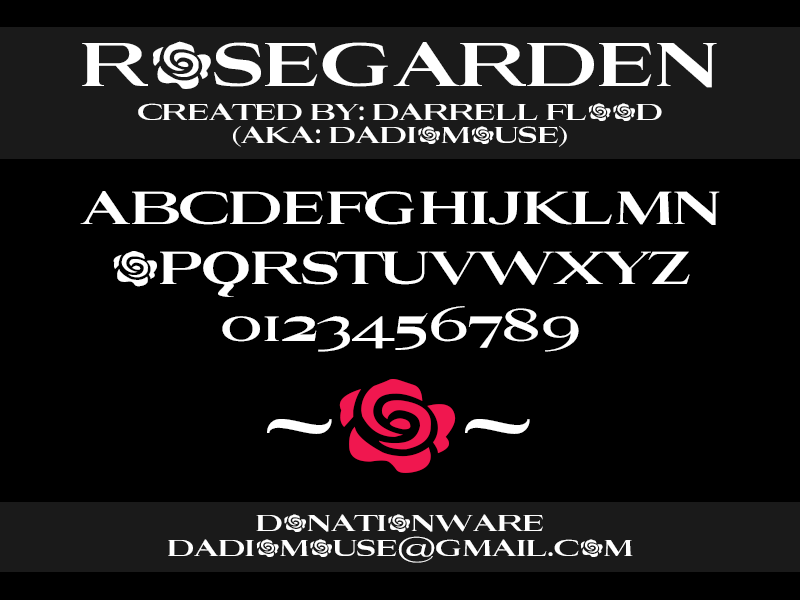 ROSEGARDEN
CREATED BY: DARRELL FLOOD
(AKA: DADIOMOUSE)
ABCDEFGHIJKLMN
OPQRSTUVWXYZ
0123456789
~O~
DONATIONWARE
DADIOMOUSE@GMAIL.COM